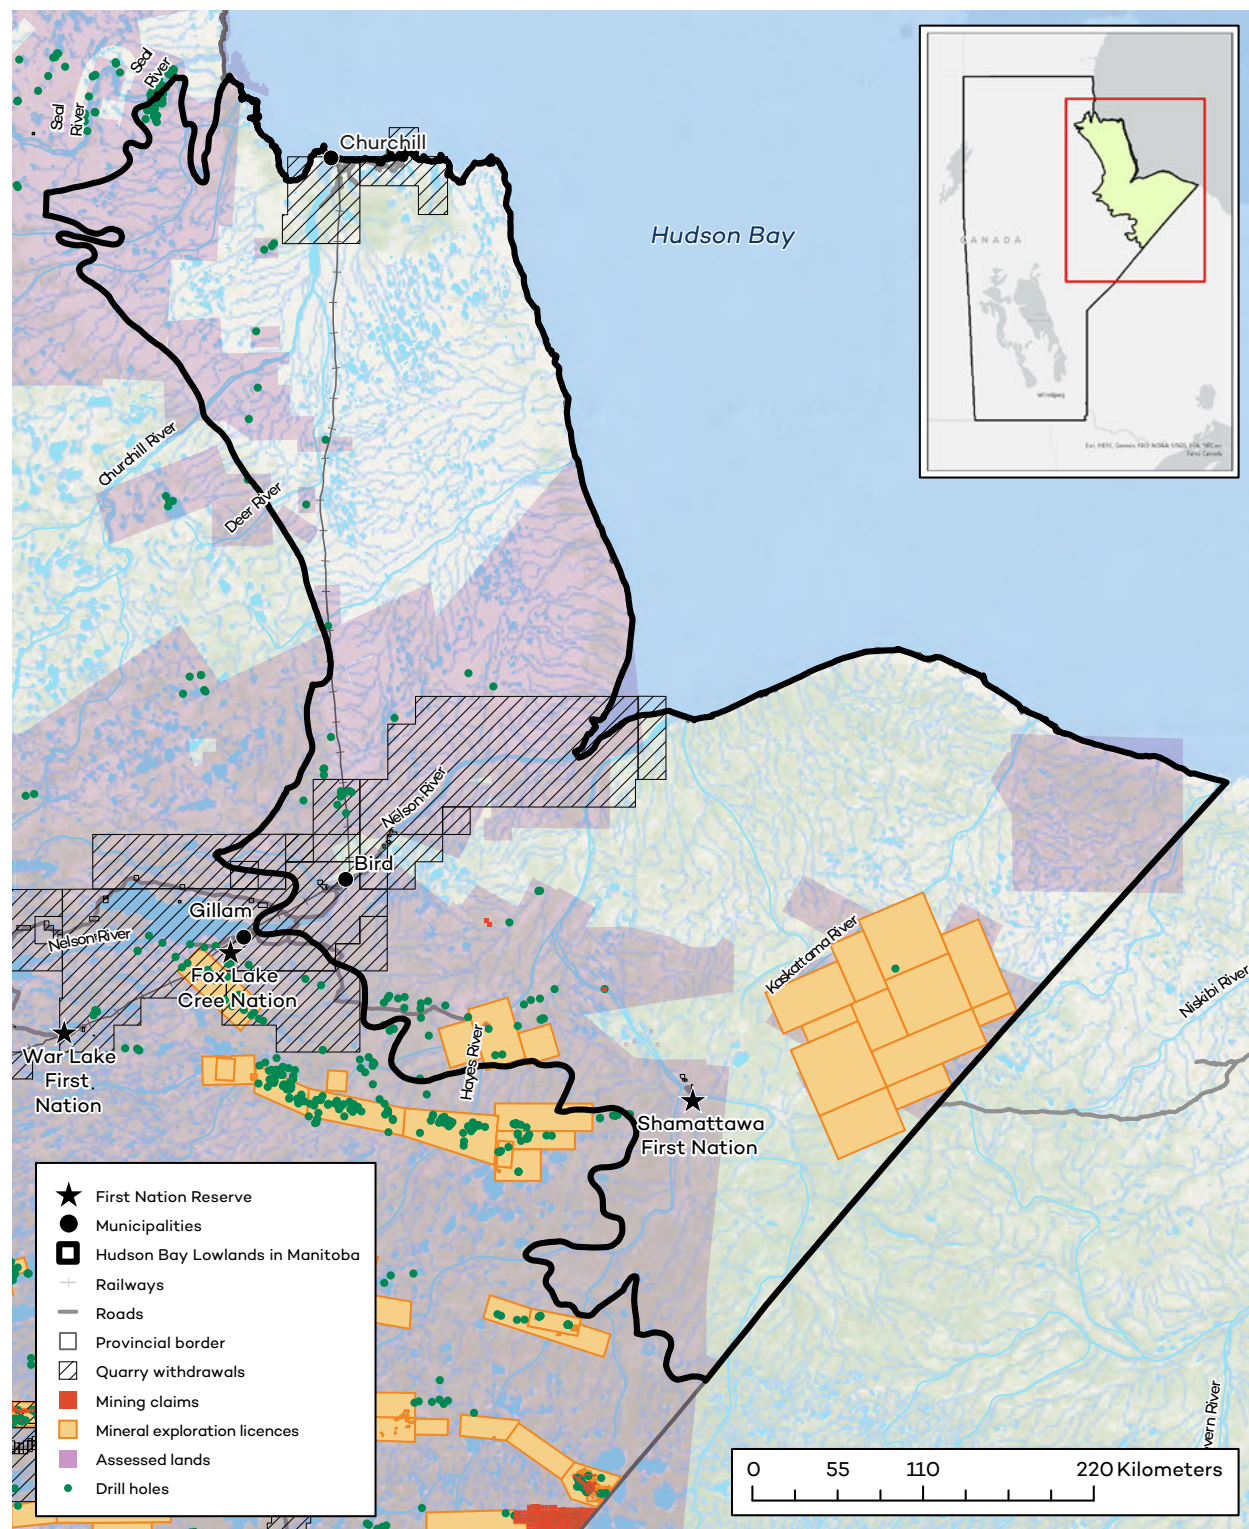 Seal
River
Seal
River
Churchill
Hudson Bay
CANADA
Winnipeg
Churchill River
Deer River
Nelson River
Bird
Gillam
Nelson River
Fox Lake
Cree Nation
War Lake
First
Nation
Hayes River
Kaskattama River
Niskibi River
Shamattawa
First Nation
vern River
First Nation Reserve
Municipalities
Hudson Bay Lowlands in Manitoba
Railways
Roads
Provincial border
Quarry withdrawals
Mining claims
Mineral exploration licences
Assessed lands
Drill holes
0 55 110 220 Kilometers